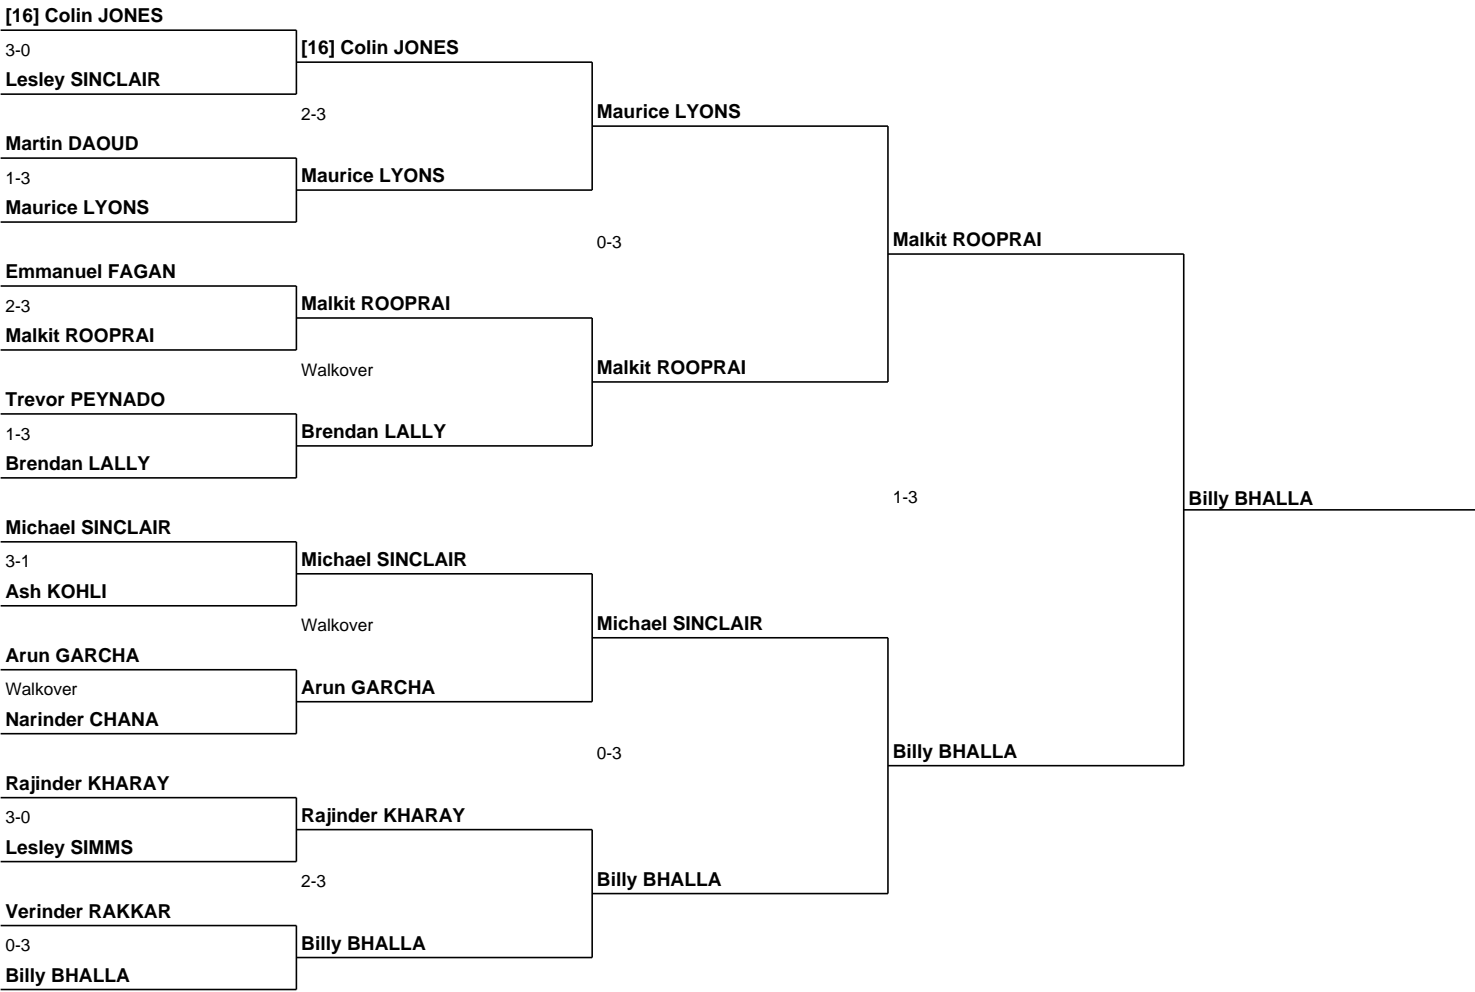 [16] Colin JONES
3-0
Lesley SINCLAIR
Martin DAOUD
1-3
Maurice LYONS
Emmanuel FAGAN
2-3
Malkit ROOPRAI
Trevor PEYNADO
1-3
Brendan LALLY
Michael SINCLAIR
3-1
Ash KOHLI
Arun GARCHA
Walkover
Narinder CHANA
Rajinder KHARAY
3-0
Lesley SIMMS
Verinder RAKKAR
0-3
Billy BHALLA
[16] Colin JONES
2-3
Maurice LYONS
Malkit ROOPRAI
Walkover
Brendan LALLY
Michael SINCLAIR
Walkover
Arun GARCHA
Rajinder KHARAY
2-3
Billy BHALLA
Maurice LYONS
0-3
Malkit ROOPRAI
Michael SINCLAIR
0-3
Billy BHALLA
Malkit ROOPRAI
1-3
Billy BHALLA
Billy BHALLA